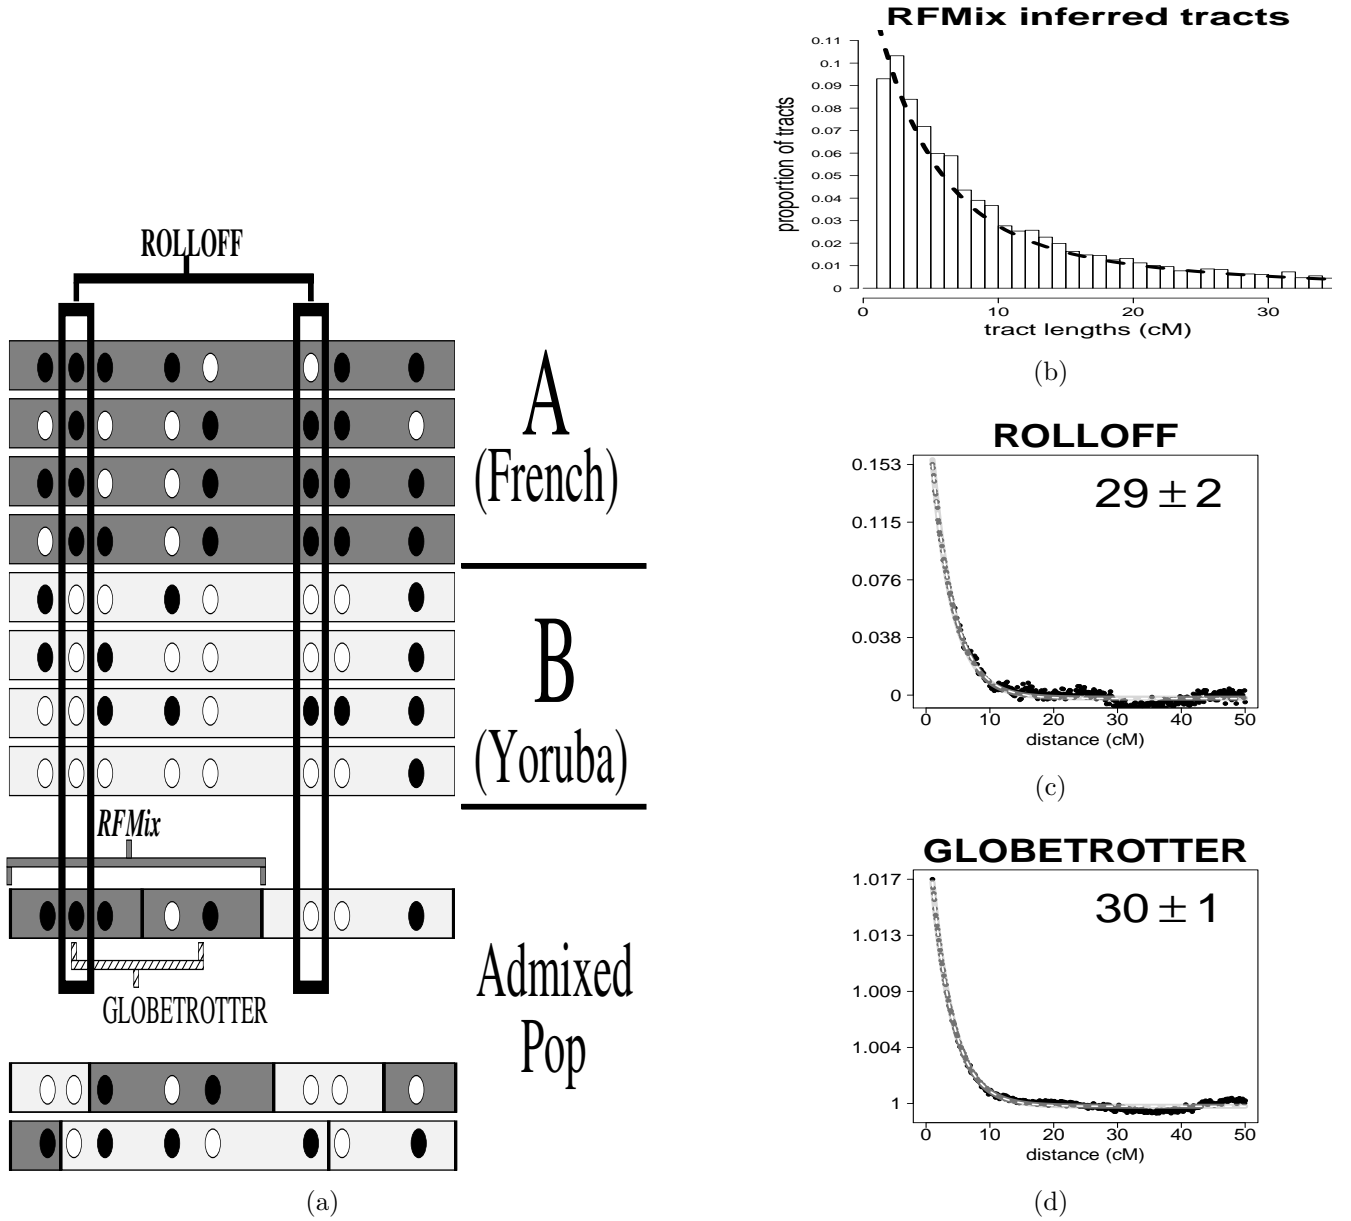 ROLLOFF
A
(French)
B
(Yoruba)
RFMix
GLOBETROTTER
Admixed
Pop
(a)
RFMix inferred tracts
proportion of tracts
0.11
0.1
0.09
0.08
0.07
0.06
0.05
0.04
0.03
0.02
0.01
0
0 10 20 30
tract lengths (cM)
(b)
ROLLOFF
29 ± 2
0.153
0.115
0.076
0.038
0
0 10 20 30 40 50
distance (cM)
(c)
GLOBETROTTER
30 ± 1
1.017
1.013
1.009
1.004
1
0 10 20 30 40 50
distance (cM)
(d)